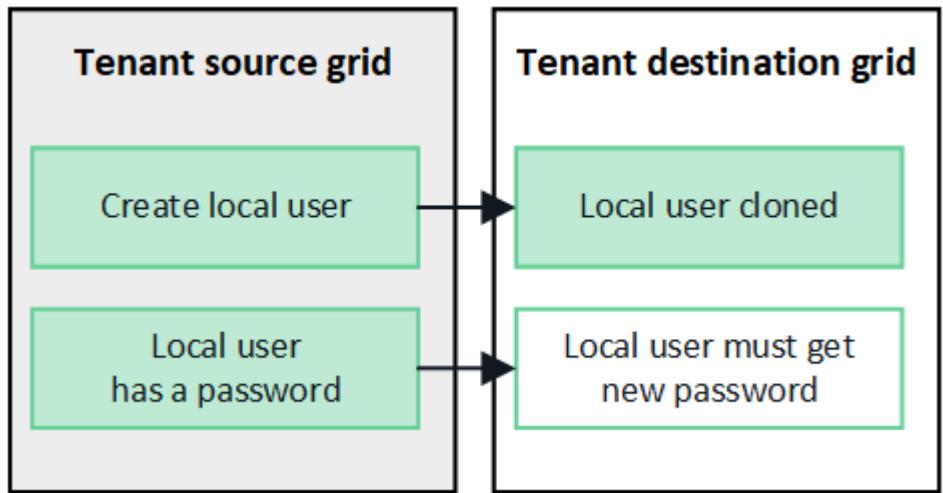 Tenant source grid
Create local user
Local user
has a password
Tenant destination grid
Local user cloned
Local user must get
new password